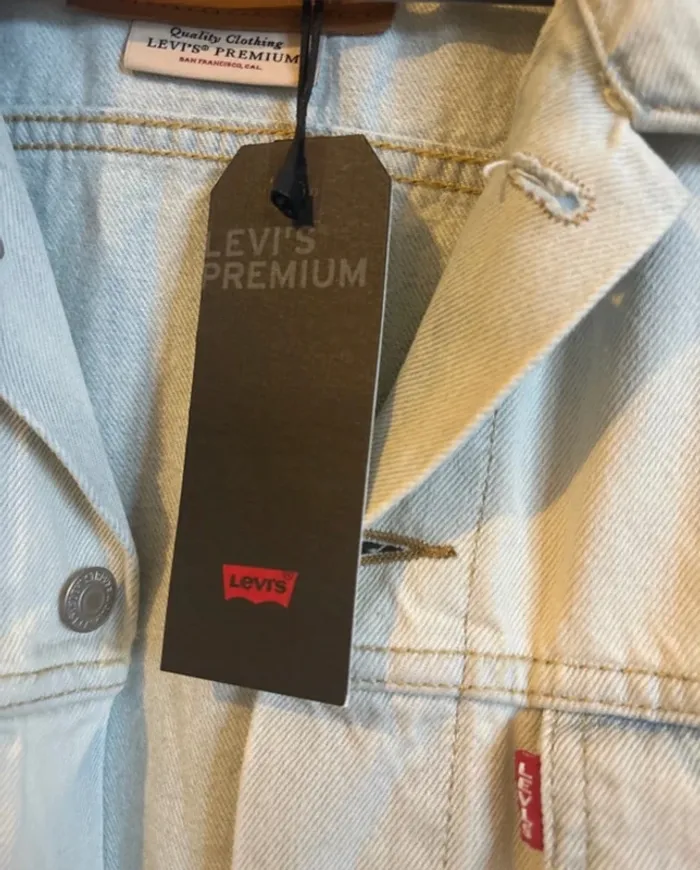 Quality Clothing
LEVI'S® PREMIUM
SAN FRANCISCO, CAL.
LEVI'S
PREMIUM
Levi's®
LEVI'S